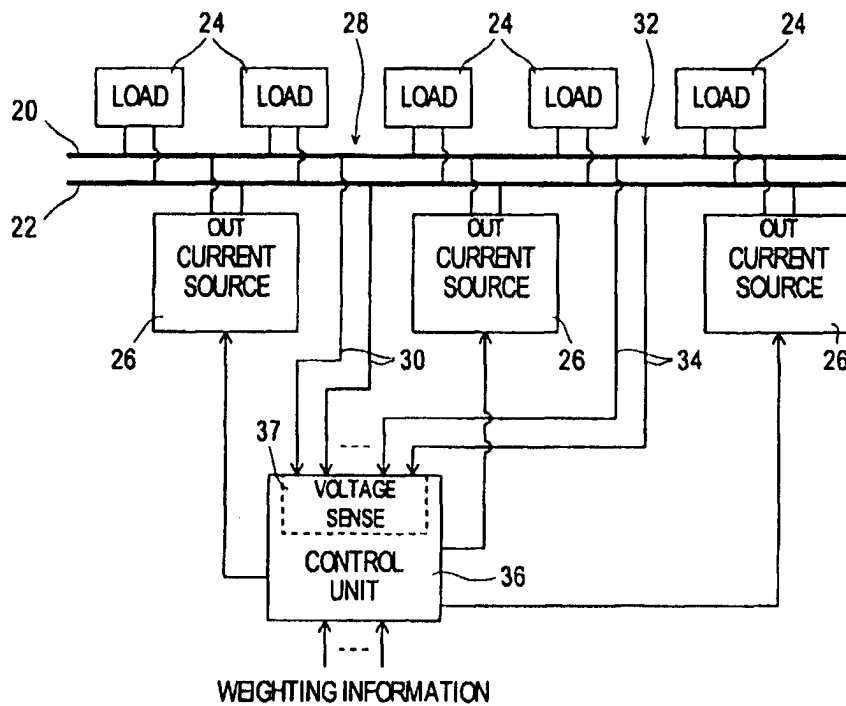 24 28 24 32 24
LOAD LOAD LOAD LOAD LOAD
20
22
OUT OUT OUT
CURRENT SOURCE CURRENT SOURCE CURRENT SOURCE
26 30 26 34 26
37
VOLTAGE
SENSE
CONTROL
UNIT
36
WEIGHTING INFORMATION